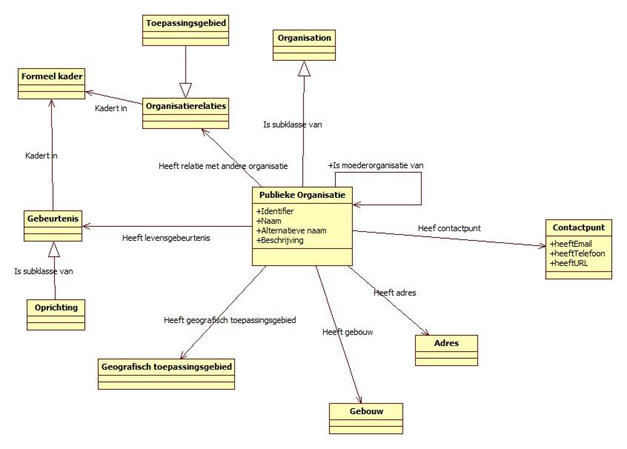 Toepassingsgebied
Organisation
Formeel kader
Organisatierelaties
Kadert in
Is subklasse van
Kadert in
Heeft relatie met andere organisatie
+Is moederorganisatie van
Publieke Organisatie
+Identifier
+Naam
+Alternatieve naam
+Beschrijving
Gebeurtenis
Heeft levensgebeurtenis
Heef contactpunt
Contactpunt
+heeftEmail
+heeftTelefoon
+heeftURL
Is subklasse van
Oprichting
Heeft adres
Heeft geografisch toepassingsgebied
Heeft gebouw
Adres
Geografisch toepassingsgebied
Gebouw